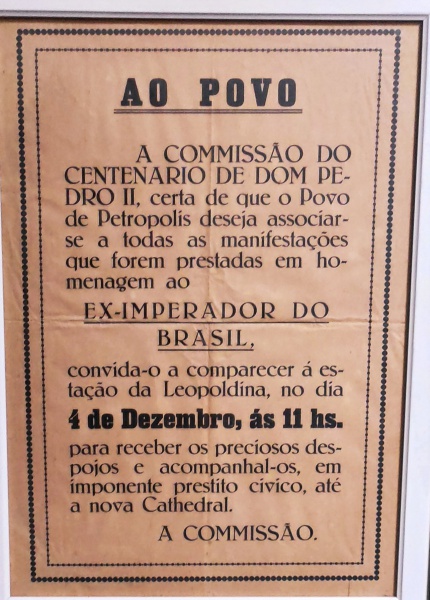 AO POVO
A COMMISSÃO DO
CENTENARIO DE DOM PE-
DRO II, certa de que o Povo
de Petropolis deseja associar-
se a todas as manifestações
que forem prestadas em ho-
menagem ao
EX-IMPERADOR DO
BRASIL,
convida-o a comparecer á es-
tação da Leopoldina, no dia
4 de Dezembro, ás 11 hs.
para receber os preciosos des-
pojos e acompanhal-os, em
imponente prestito civico, até
a nova Cathedral.
A COMMISSÃO.